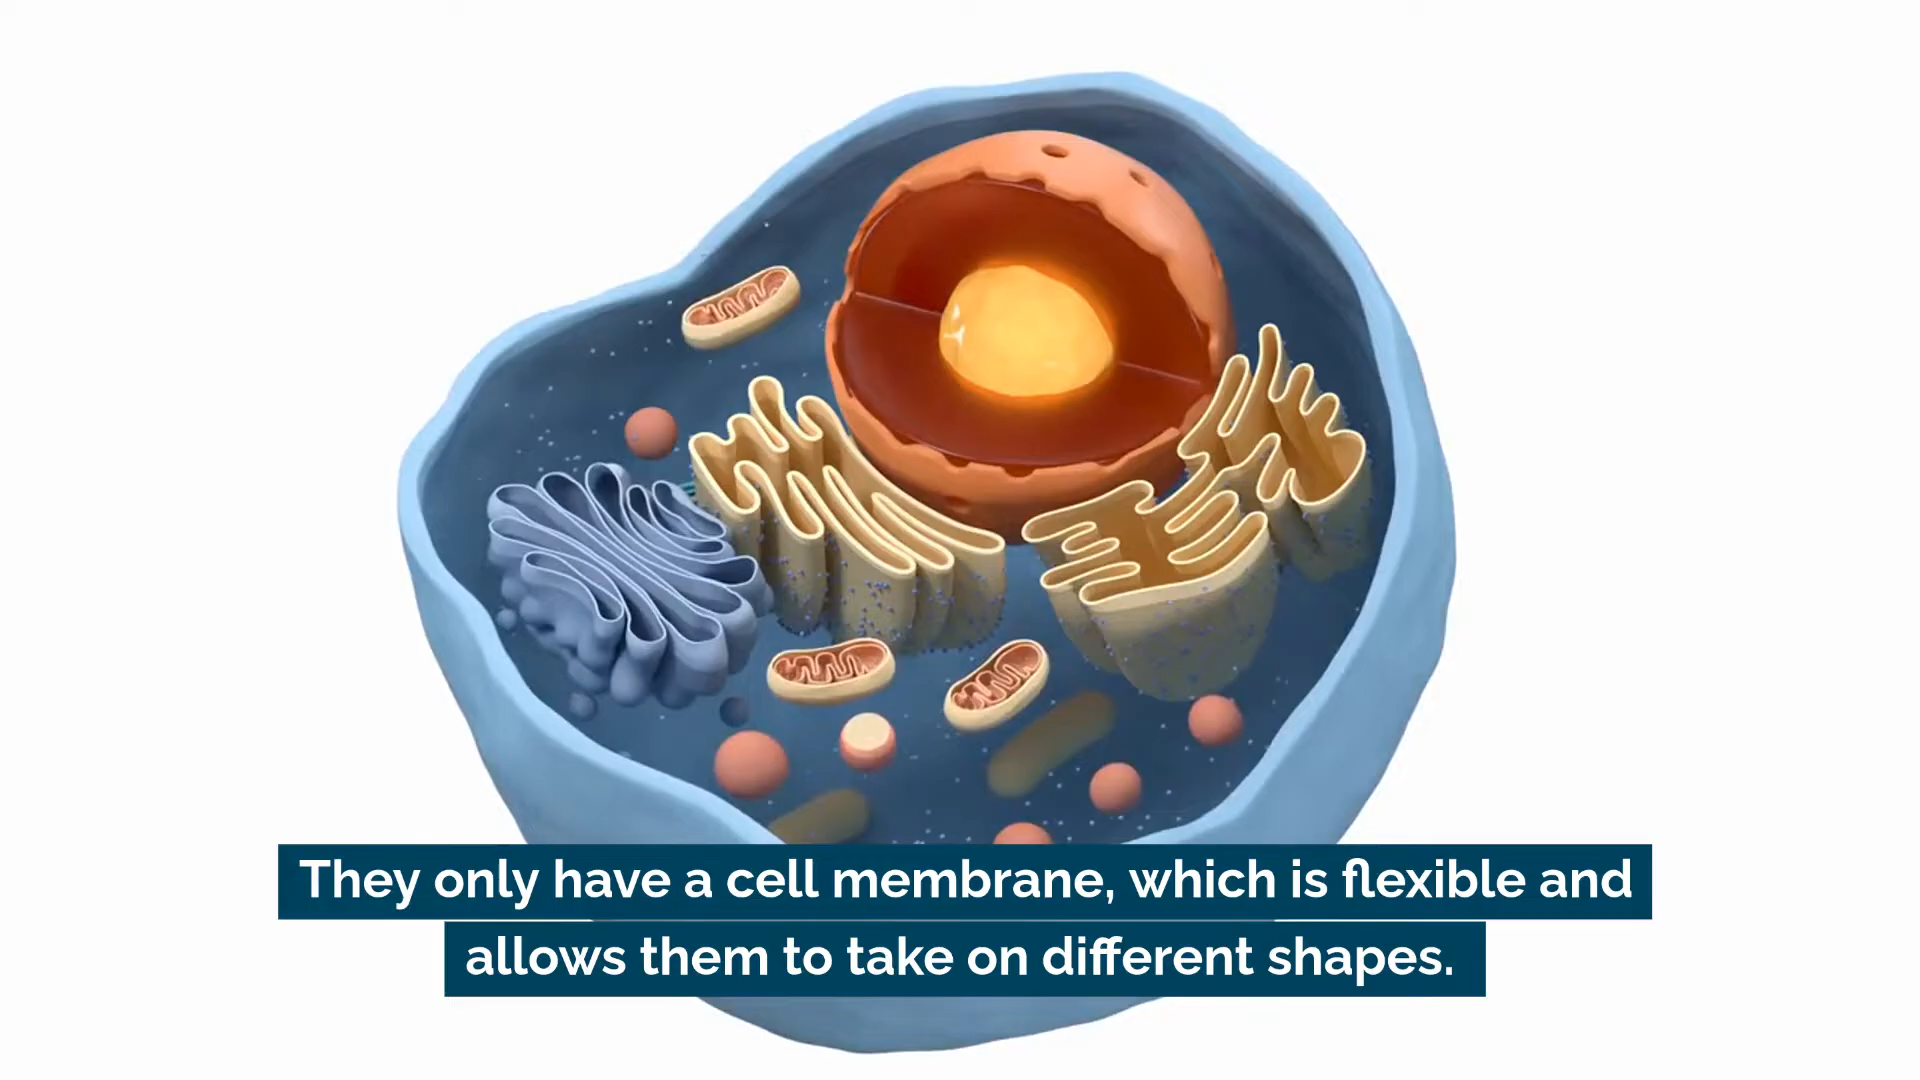 They only have a cell membrane, which is flexible and
allows them to take on different shapes.